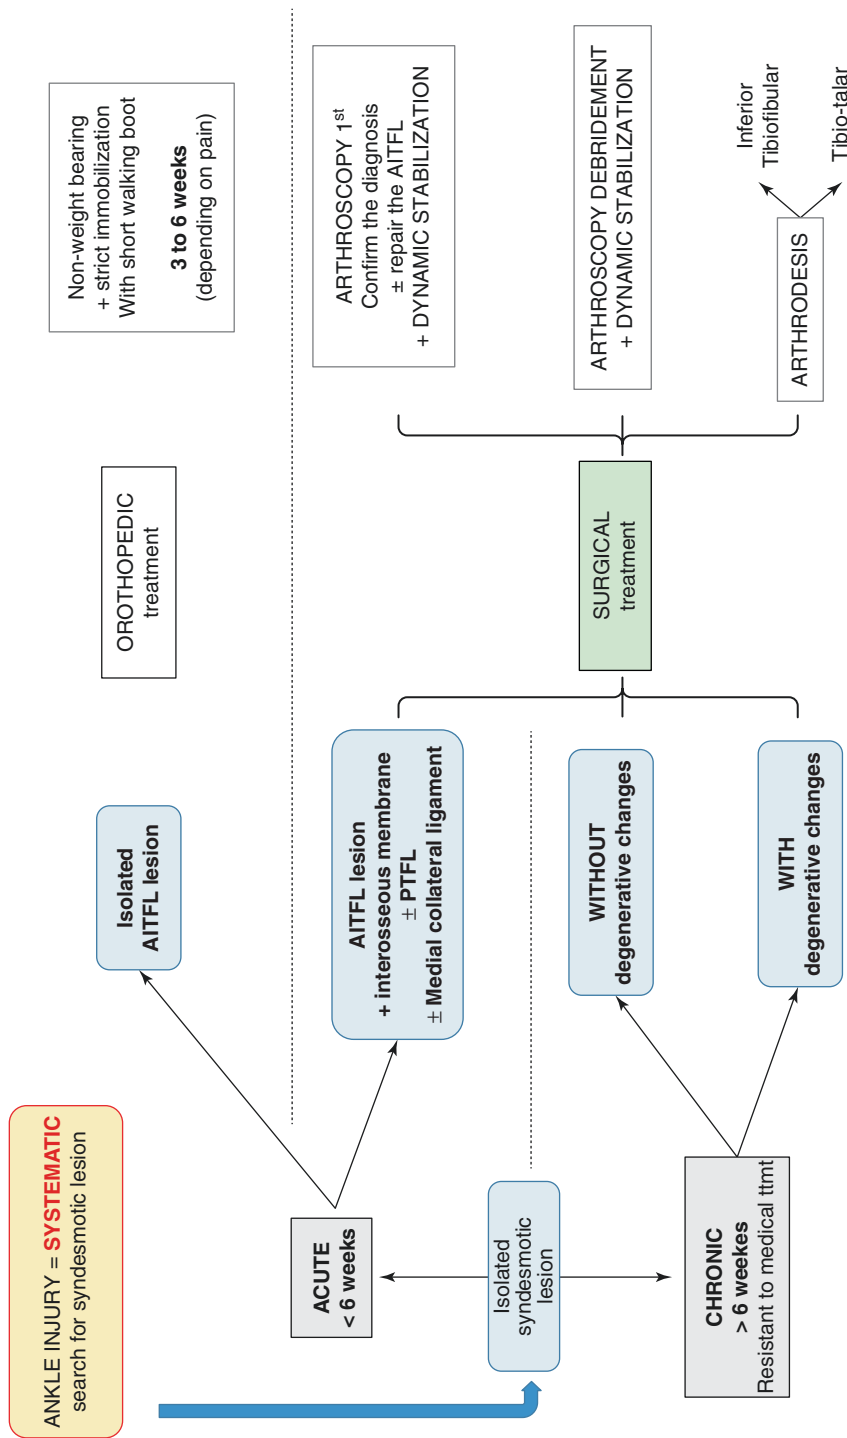 ANKLE INJURY = SYSTEMATIC
search for syndesmotic lesion
Isolated
syndesmotic
lesion
ACUTE
< 6 weeks
CHRONIC
> 6 weekes
Resistant to medical ttmt
Isolated
AITFL lesion
AITFL lesion
+ interosseous membrane
± PTFL
± Medial collateral ligament
WITHOUT
degenerative changes
WITH
degenerative changes
OROTHOPEDIC
treatment
SURGICAL
treatment
Non-weight bearing
+ strict immobilization
With short walking boot
3 to 6 weeks
(depending on pain)
ARTHROSCOPY 1st
Confirm the diagnosis
± repair the AITFL
+ DYNAMIC STABILIZATION
ARTHROSCOPY DEBRIDEMENT
+ DYNAMIC STABILIZATION
ARTHRODESIS
Inferior
Tibiofibular
Tibio-talar